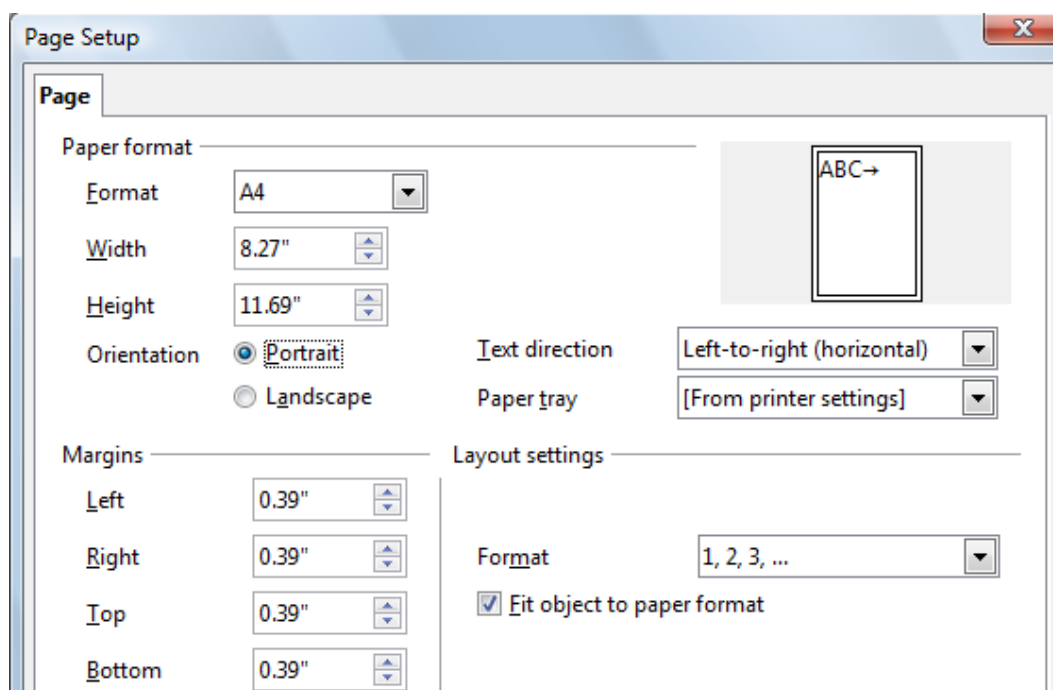 Page Setup
Page
Paper format
ABC→
Format A4
Width 8.27"
Height 11.69"
Orientation Portrait Text direction Left-to-right (horizontal)
Landscape Paper tray [From printer settings]
Margins Layout settings
Left 0.39"
Right 0.39" Format 1, 2, 3, ...
Top 0.39" Fit object to paper format
Bottom 0.39"